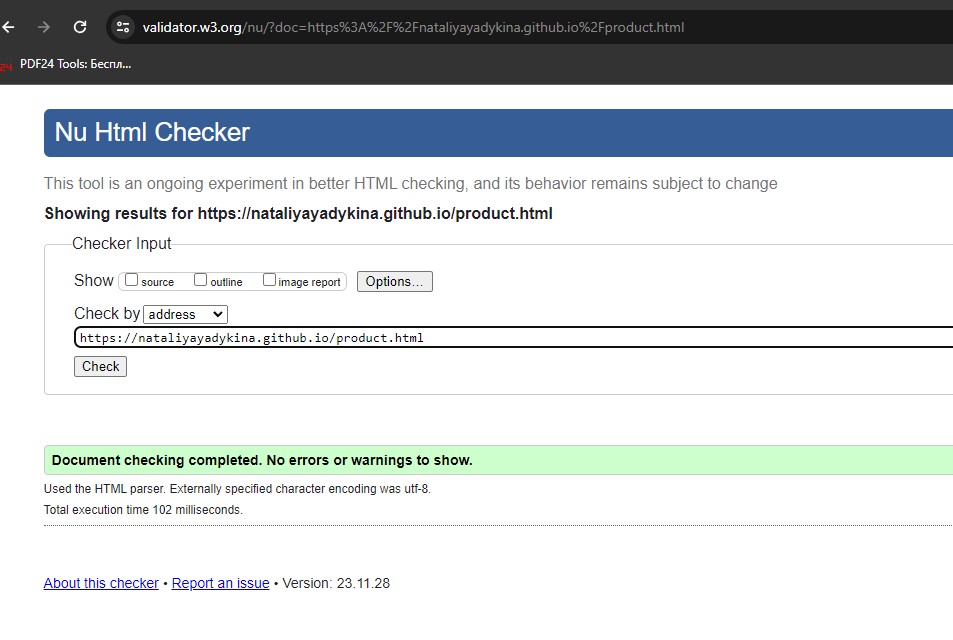 validator.w3.org/nu/?doc=https%3A%2F%2Fnataliyayadykina.github.io%2Fproduct.html
24 PDF24 Tools: Беспл...
Nu Html Checker
This tool is an ongoing experiment in better HTML checking, and its behavior remains subject to change
Showing results for https://nataliyayadykina.github.io/product.html
Checker Input
Show source outline image report Options...
Check by address
https://nataliyayadykina.github.io/product.html
Check
Document checking completed. No errors or warnings to show.
Used the HTML parser. Externally specified character encoding was utf-8.
Total execution time 102 milliseconds.
About this checker • Report an issue • Version: 23.11.28